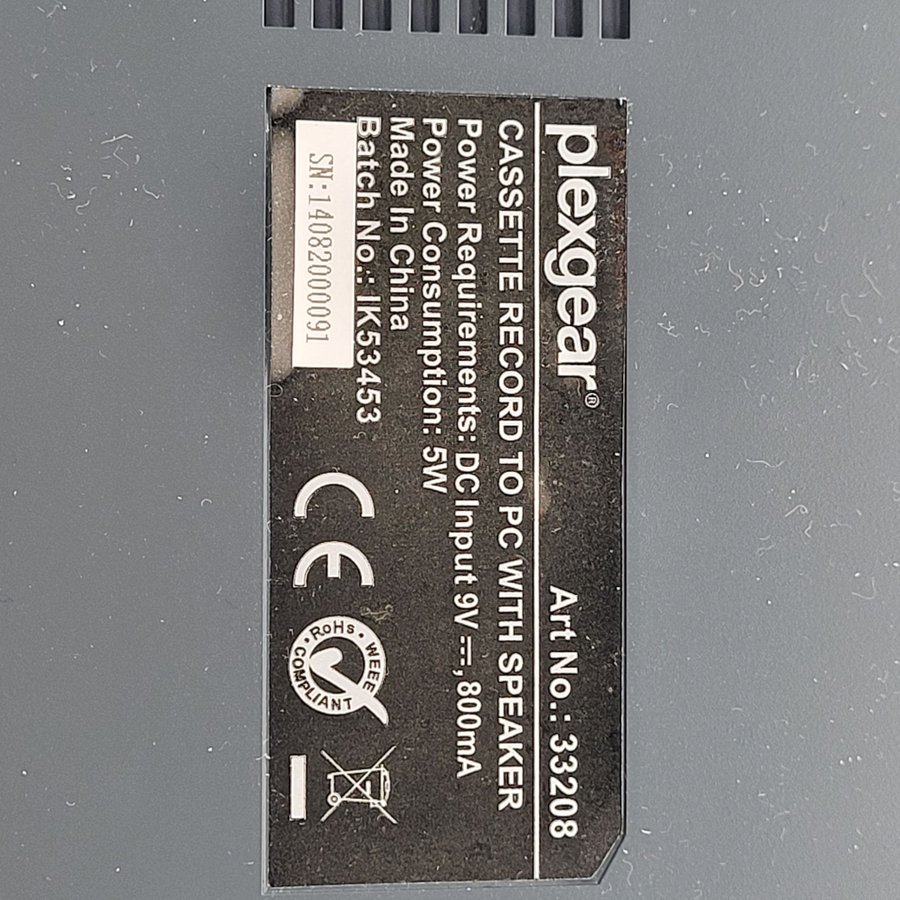 plexgear® Art No.: 33208
CASSETTE RECORD TO PC WITH SPEAKER
Power Requirements: DC Input 9V ⎓, 800mA
Power Consumption: 5W
Made In China
Batch No.: IK53453
SN:14082000091
CE
RoHS • WEEE
COMPLIANT